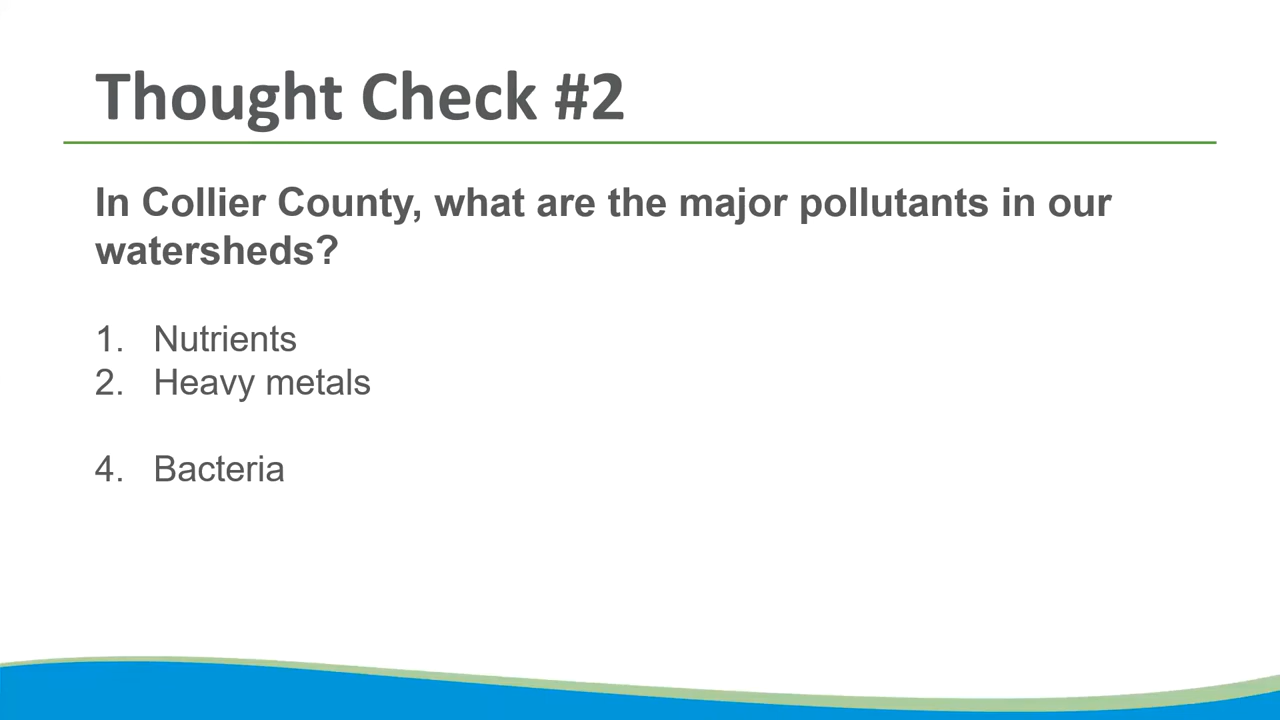 Thought Check #2
In Collier County, what are the major pollutants in our
watersheds?
1. Nutrients
2. Heavy metals
4. Bacteria